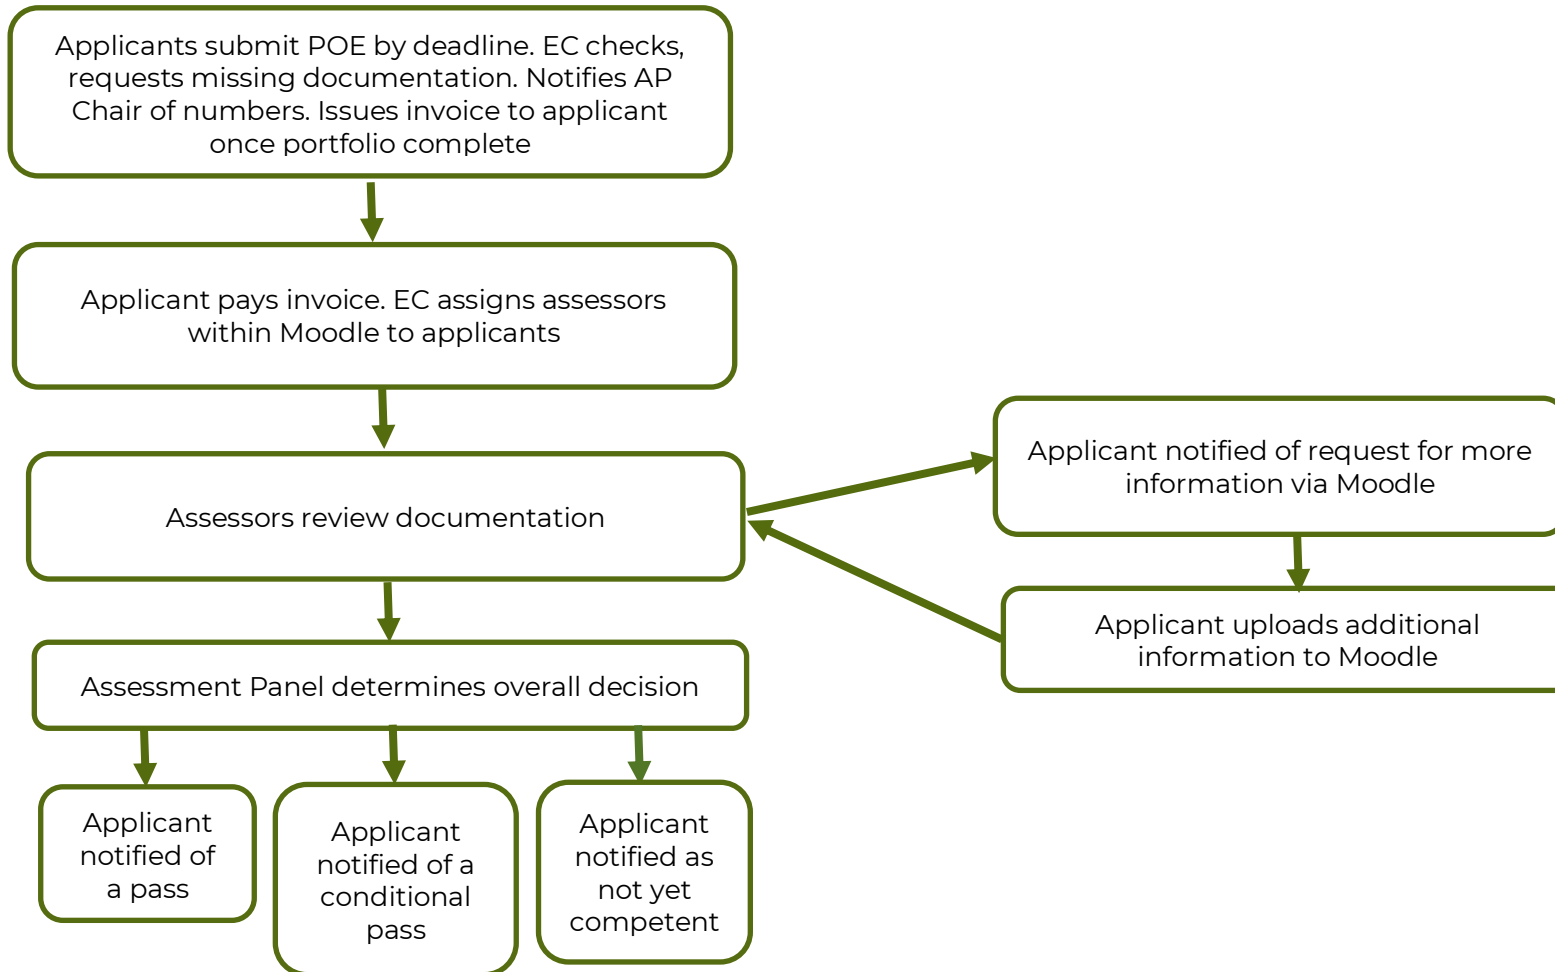 Applicants submit POE by deadline. EC checks,
requests missing documentation. Notifies AP
Chair of numbers. Issues invoice to applicant
once portfolio complete
Applicant pays invoice. EC assigns assessors
within Moodle to applicants
Assessors review documentation
Applicant notified of request for more
information via Moodle
Applicant uploads additional
information to Moodle
Assessment Panel determines overall decision
Applicant
notified of
a pass
Applicant
notified of a
conditional
pass
Applicant
notified as
not yet
competent